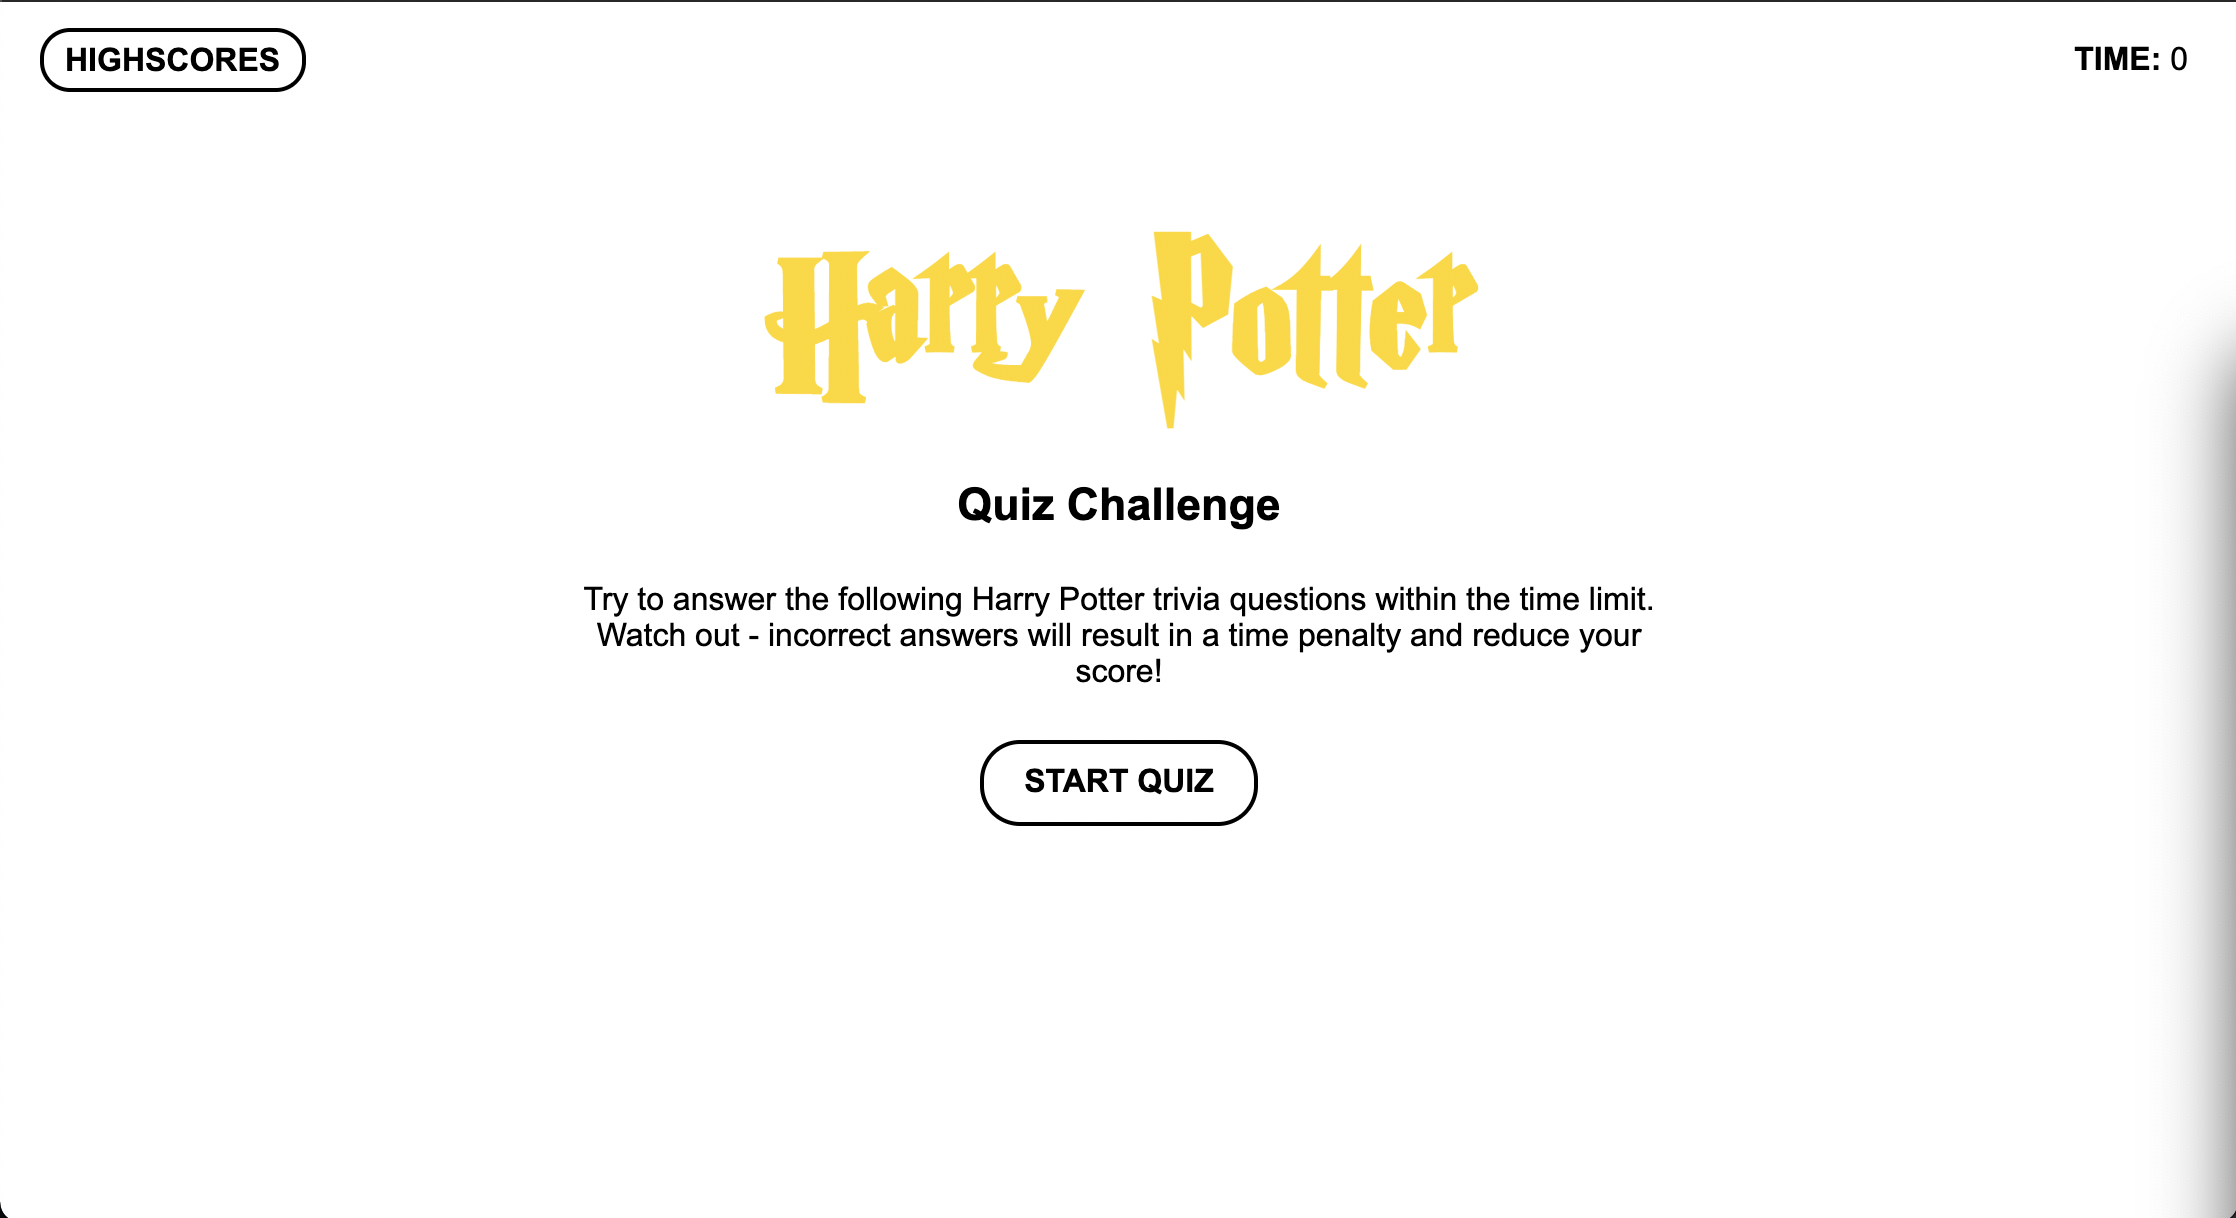 HIGHSCORES
TIME: 0
Harry Potter
Quiz Challenge
Try to answer the following Harry Potter trivia questions within the time limit.
Watch out - incorrect answers will result in a time penalty and reduce your
score!
START QUIZ